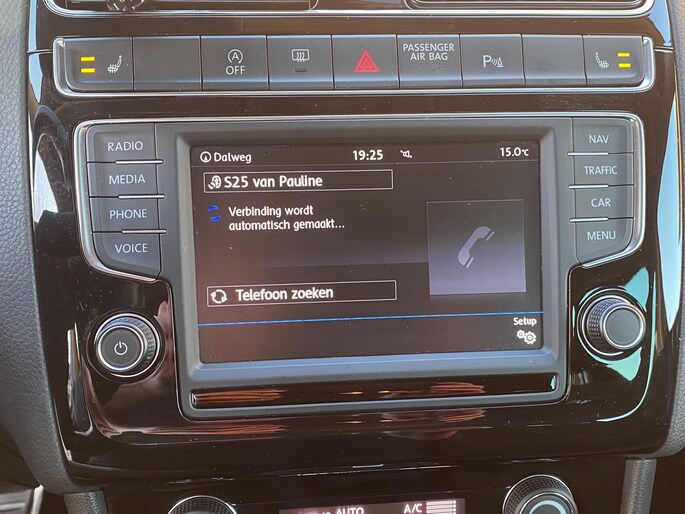 A OFF
PASSENGER
AIR BAG
P
RADIO
MEDIA
PHONE
VOICE
Dalweg 19:25 15.0°C
S25 van Pauline
Verbinding wordt
automatisch gemaakt...
Telefoon zoeken
Setup
NAV
TRAFFIC
CAR
MENU
AUTO A/C